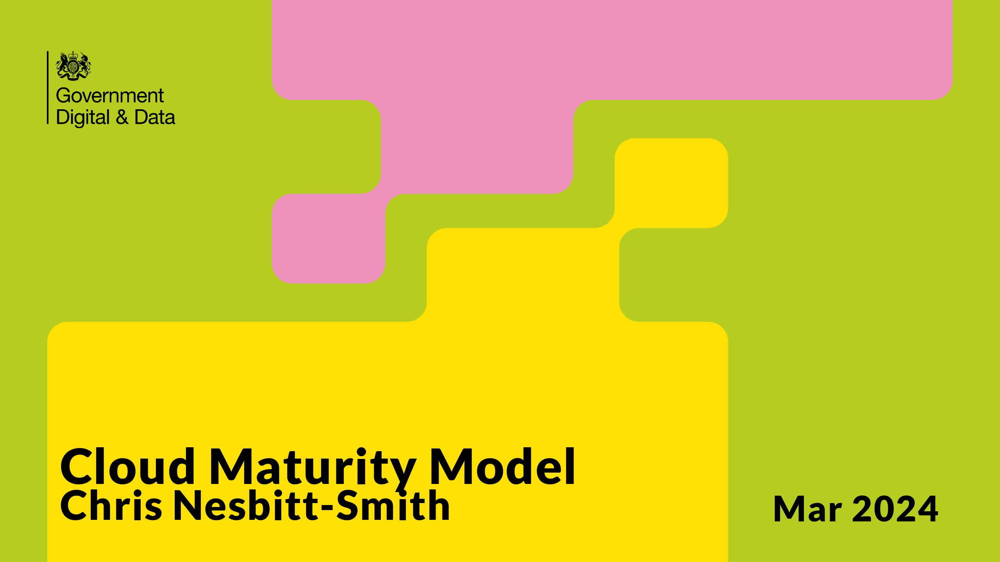 Government
Digital & Data
Cloud Maturity Model
Chris Nesbitt-Smith
Mar 2024